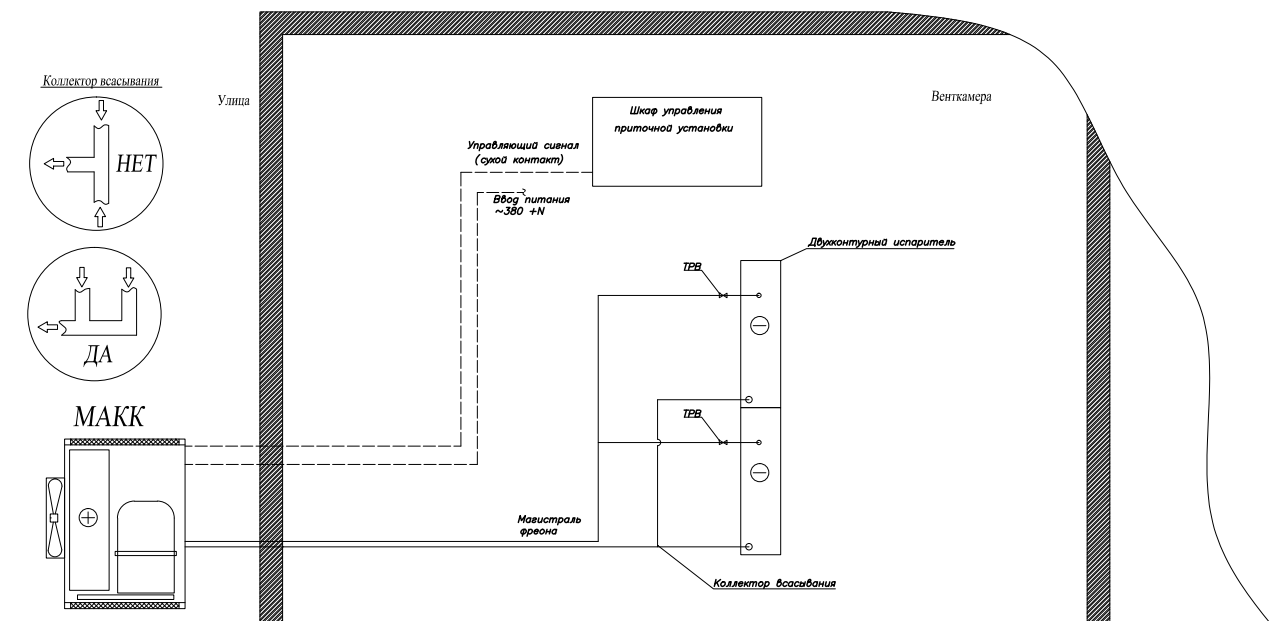 Коллектор всасывания
НЕТ
ДА
МАКК
Улица
Венткамера
Шкаф управления
приточной установки
Управляющий сигнал
(сухой контакт)
Ввод питания
~380 +N
Двухконтурный испаритель
ТРВ
ТРВ
Магистраль
фреона
Коллектор всасывания